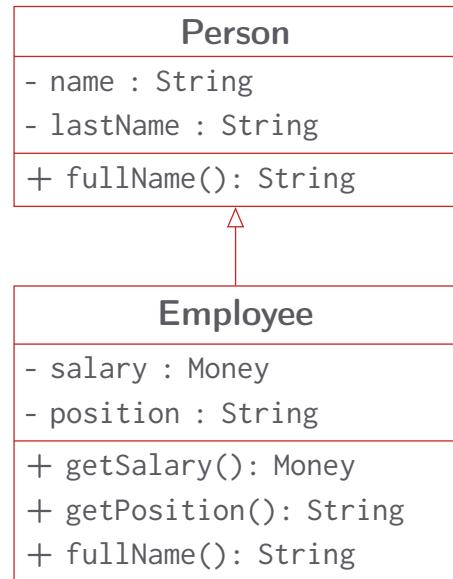 Person
- name : String
- lastName : String
+ fullName(): String
Employee
- salary : Money
- position : String
+ getSalary(): Money
+ getPosition(): String
+ fullName(): String